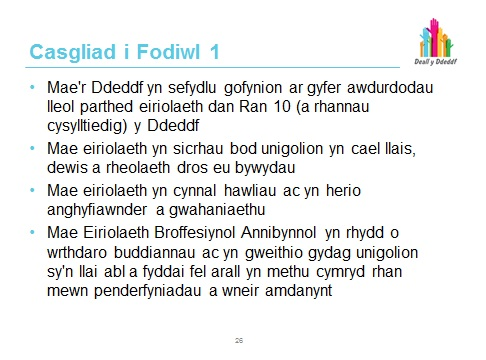 Casgliad i Fodiwl 1
Deall y Ddeddf
• Mae'r Ddeddf yn sefydlu gofynion ar gyfer awdurdodau
lleol parthed eiriolaeth dan Ran 10 (a rhannau
cysylltiedig) y Ddeddf
• Mae eiriolaeth yn sicrhau bod unigolion yn cael llais,
dewis a rheolaeth dros eu bywydau
• Mae eiriolaeth yn cynnal hawliau ac yn herio
anghyfiawnder a gwahaniaethu
• Mae Eiriolaeth Broffesiynol Annibynnol yn rhydd o
wrthdaro buddiannau ac yn gweithio gydag unigolion
sy'n llai abl a fyddai fel arall yn methu cymryd rhan
mewn penderfyniadau a wneir amdanynt
26